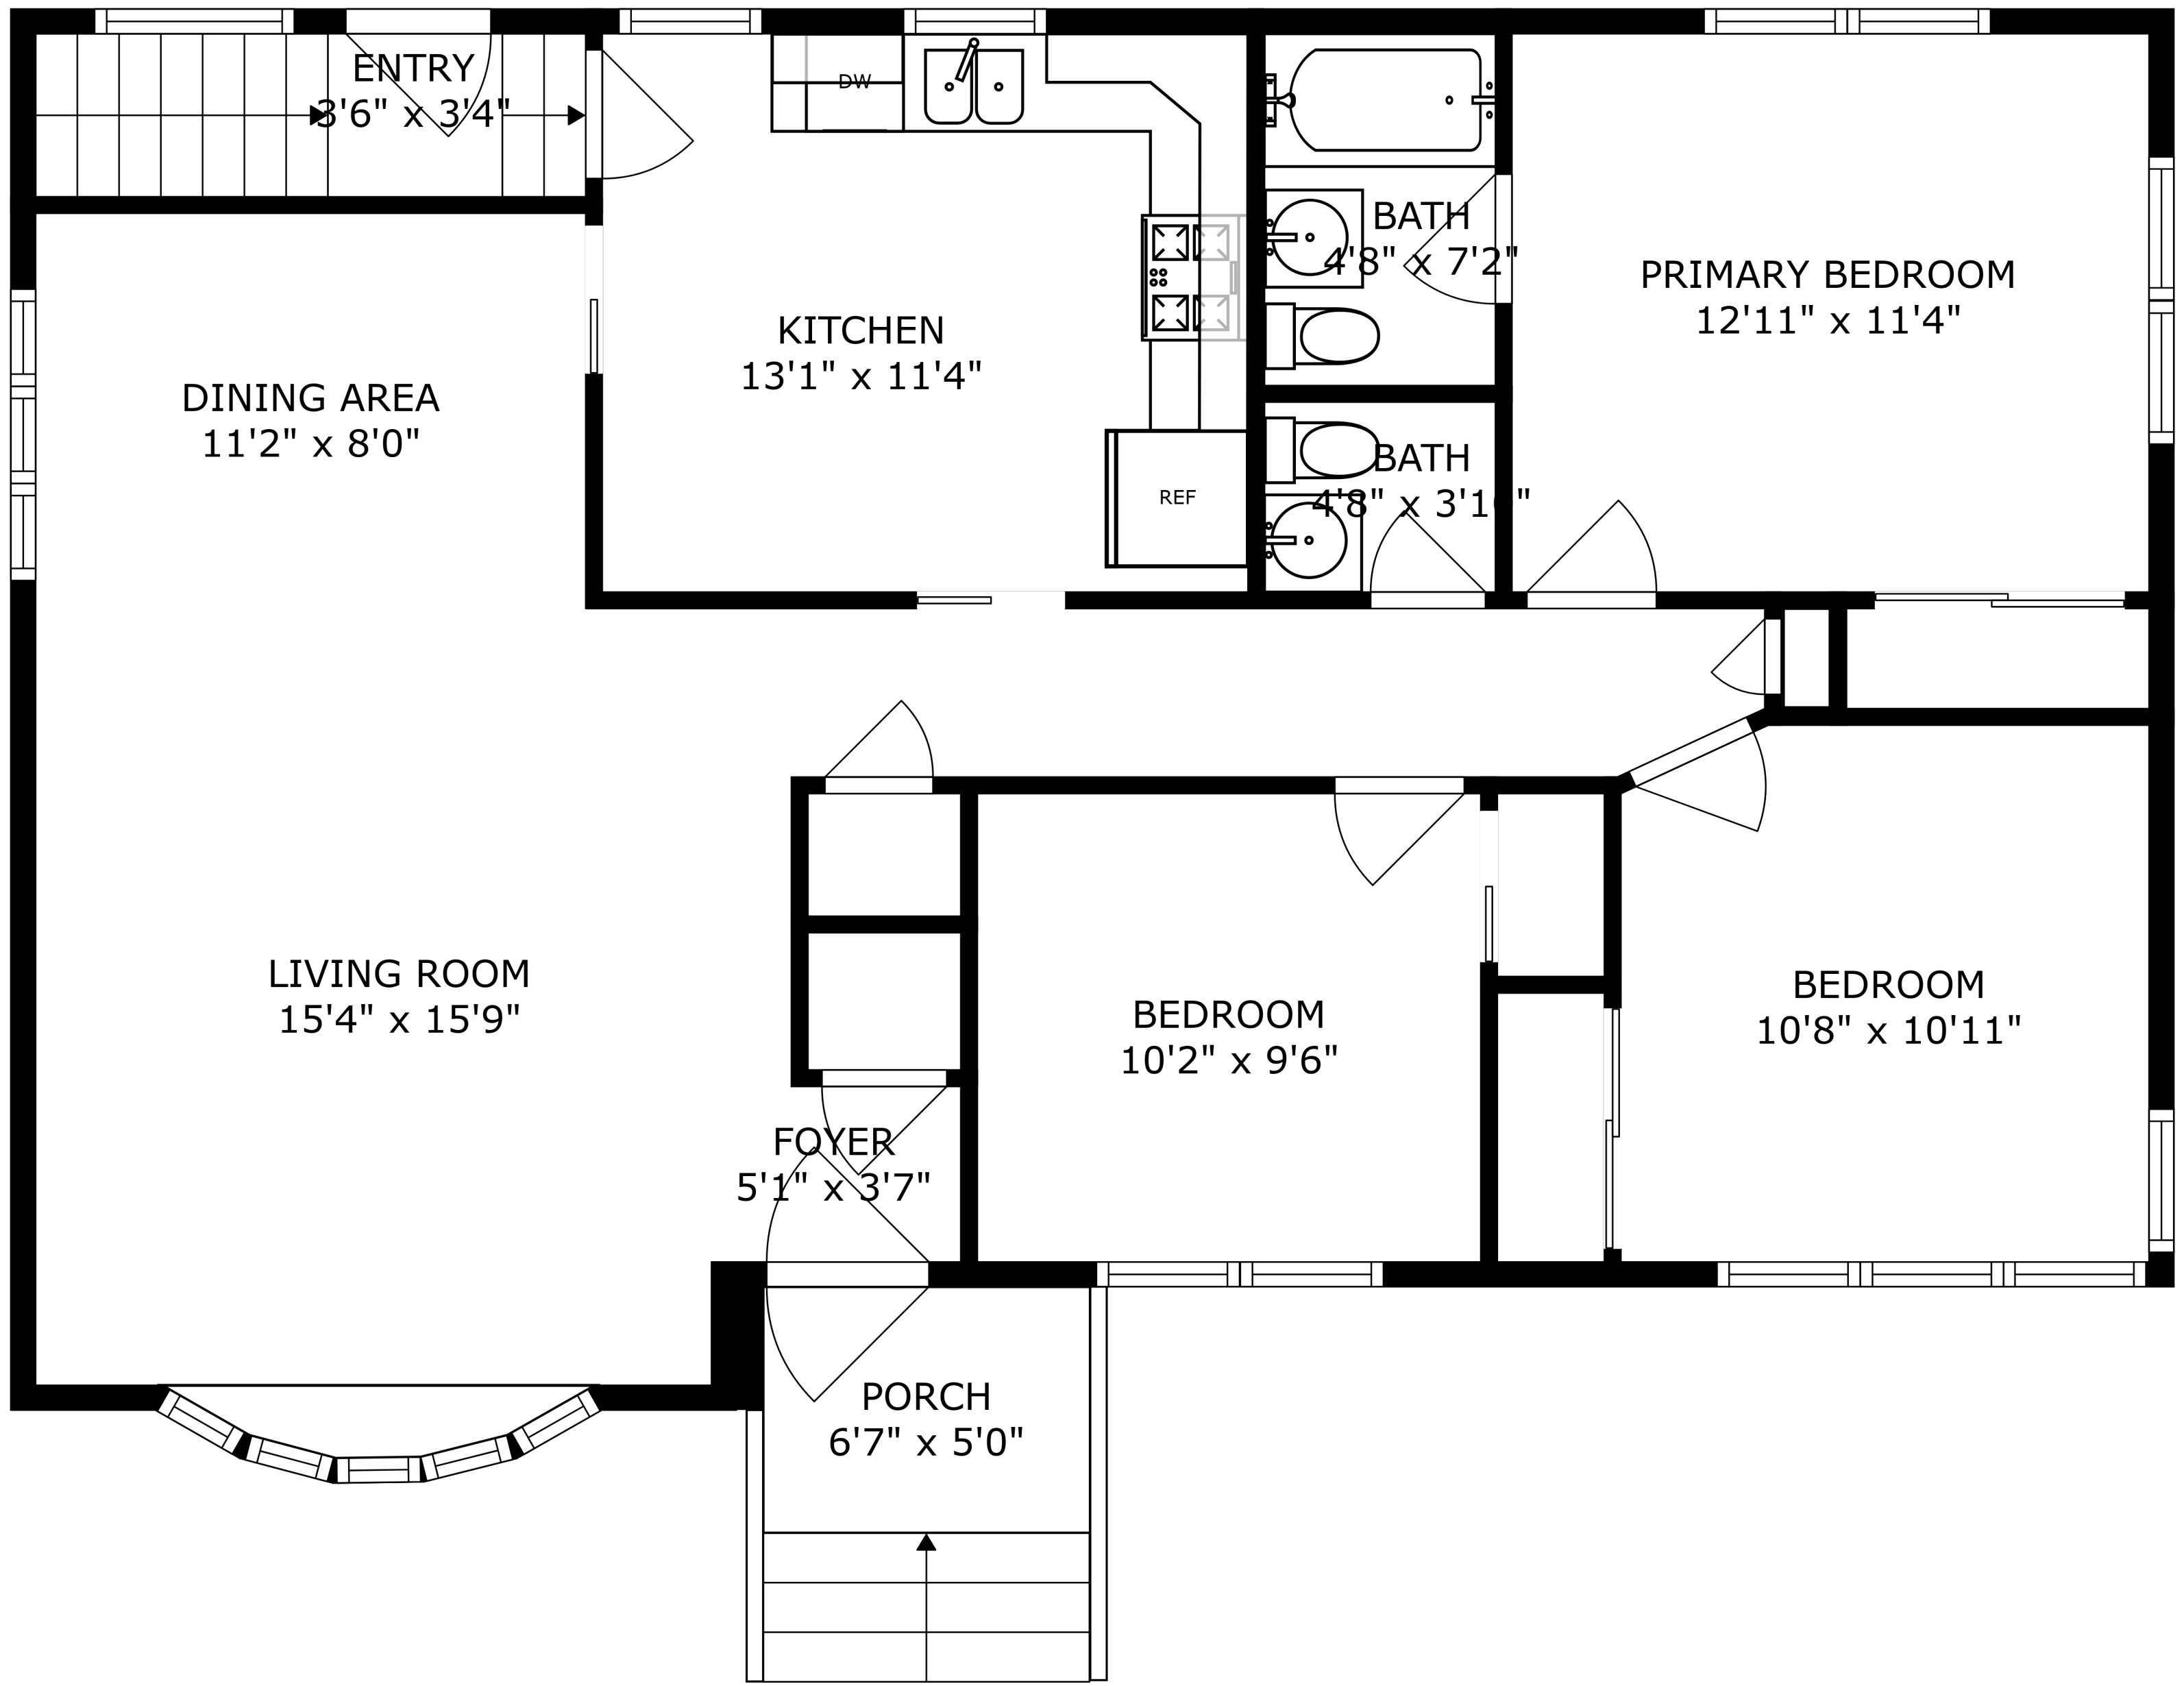 ENTRY
3'6" x 3'4"
DW
BATH
4'8" x 7'2"
PRIMARY BEDROOM
12'11" x 11'4"
KITCHEN
13'1" x 11'4"
DINING AREA
11'2" x 8'0"
BATH
4'8" x
REF
LIVING ROOM
15'4" x 15'9"
BEDROOM
10'2" x 9'6"
BEDROOM
10'8" x 10'11"
FOYER
5'1" x 3'7"
PORCH
6'7" x 5'0"